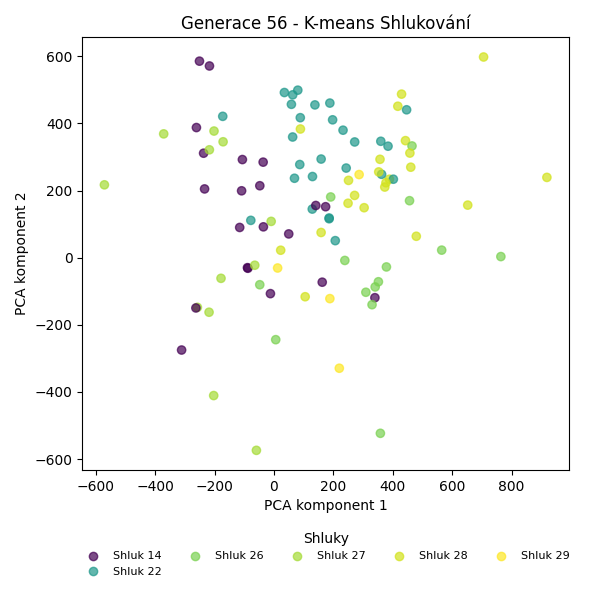 Generace 56 - K-means Shlukování
PCA komponent 2
600
400
200
0
−200
−400
−600
−600 −400 −200 0 200 400 600 800
PCA komponent 1
Shluky
Shluk 14 Shluk 26 Shluk 27 Shluk 28 Shluk 29
Shluk 22